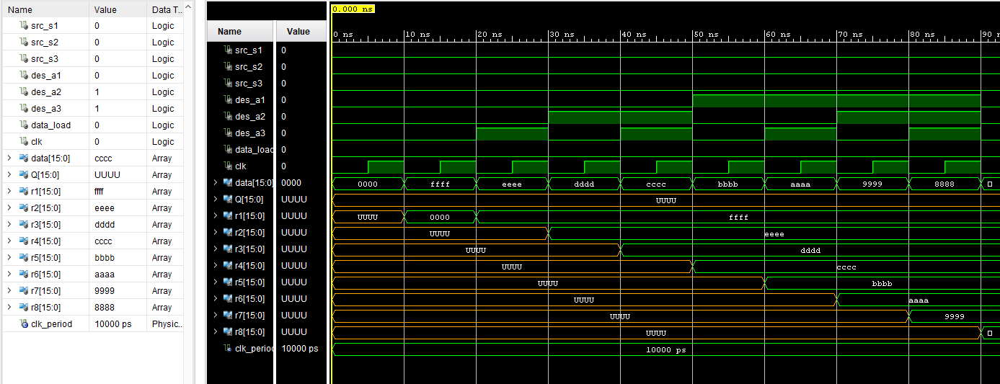 Name Value Data T...
src_s1 0 Logic
src_s2 0 Logic
src_s3 0 Logic
des_a1 0 Logic
des_a2 1 Logic
des_a3 1 Logic
data_load 0 Logic
clk 0 Logic
data[15:0] cccc Array
Q[15:0] UUUU Array
r1[15:0] ffff Array
r2[15:0] eeee Array
r3[15:0] dddd Array
r4[15:0] cccc Array
r5[15:0] bbbb Array
r6[15:0] aaaa Array
r7[15:0] 9999 Array
r8[15:0] 8888 Array
clk_period 10000 ps Physic...
0.000 ns
Name Value 0 ns 10 ns 20 ns 30 ns 40 ns 50 ns 60 ns 70 ns 80 ns 90 n
src_s1 0
src_s2 0
src_s3 0
des_a1 0
des_a2 0
des_a3 0
data_load 0
clk 0
data[15:0] 0000 0000 ffff eeee dddd cccc bbbb aaaa 9999 8888
Q[15:0] UUUU UUUU
r1[15:0] UUUU UUUU 0000 ffff
r2[15:0] UUUU UUUU eeee
r3[15:0] UUUU UUUU dddd
r4[15:0] UUUU UUUU cccc
r5[15:0] UUUU UUUU bbbb
r6[15:0] UUUU UUUU aaaa
r7[15:0] UUUU UUUU 9999
r8[15:0] UUUU UUUU
clk_period 10000 ps 10000 ps